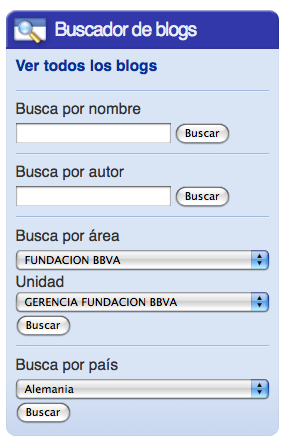 Buscador de blogs
Ver todos los blogs
Busca por nombre
Buscar
Busca por autor
Buscar
Busca por área
FUNDACION BBVA
Unidad
GERENCIA FUNDACION BBVA
Buscar
Busca por país
Alemania
Buscar